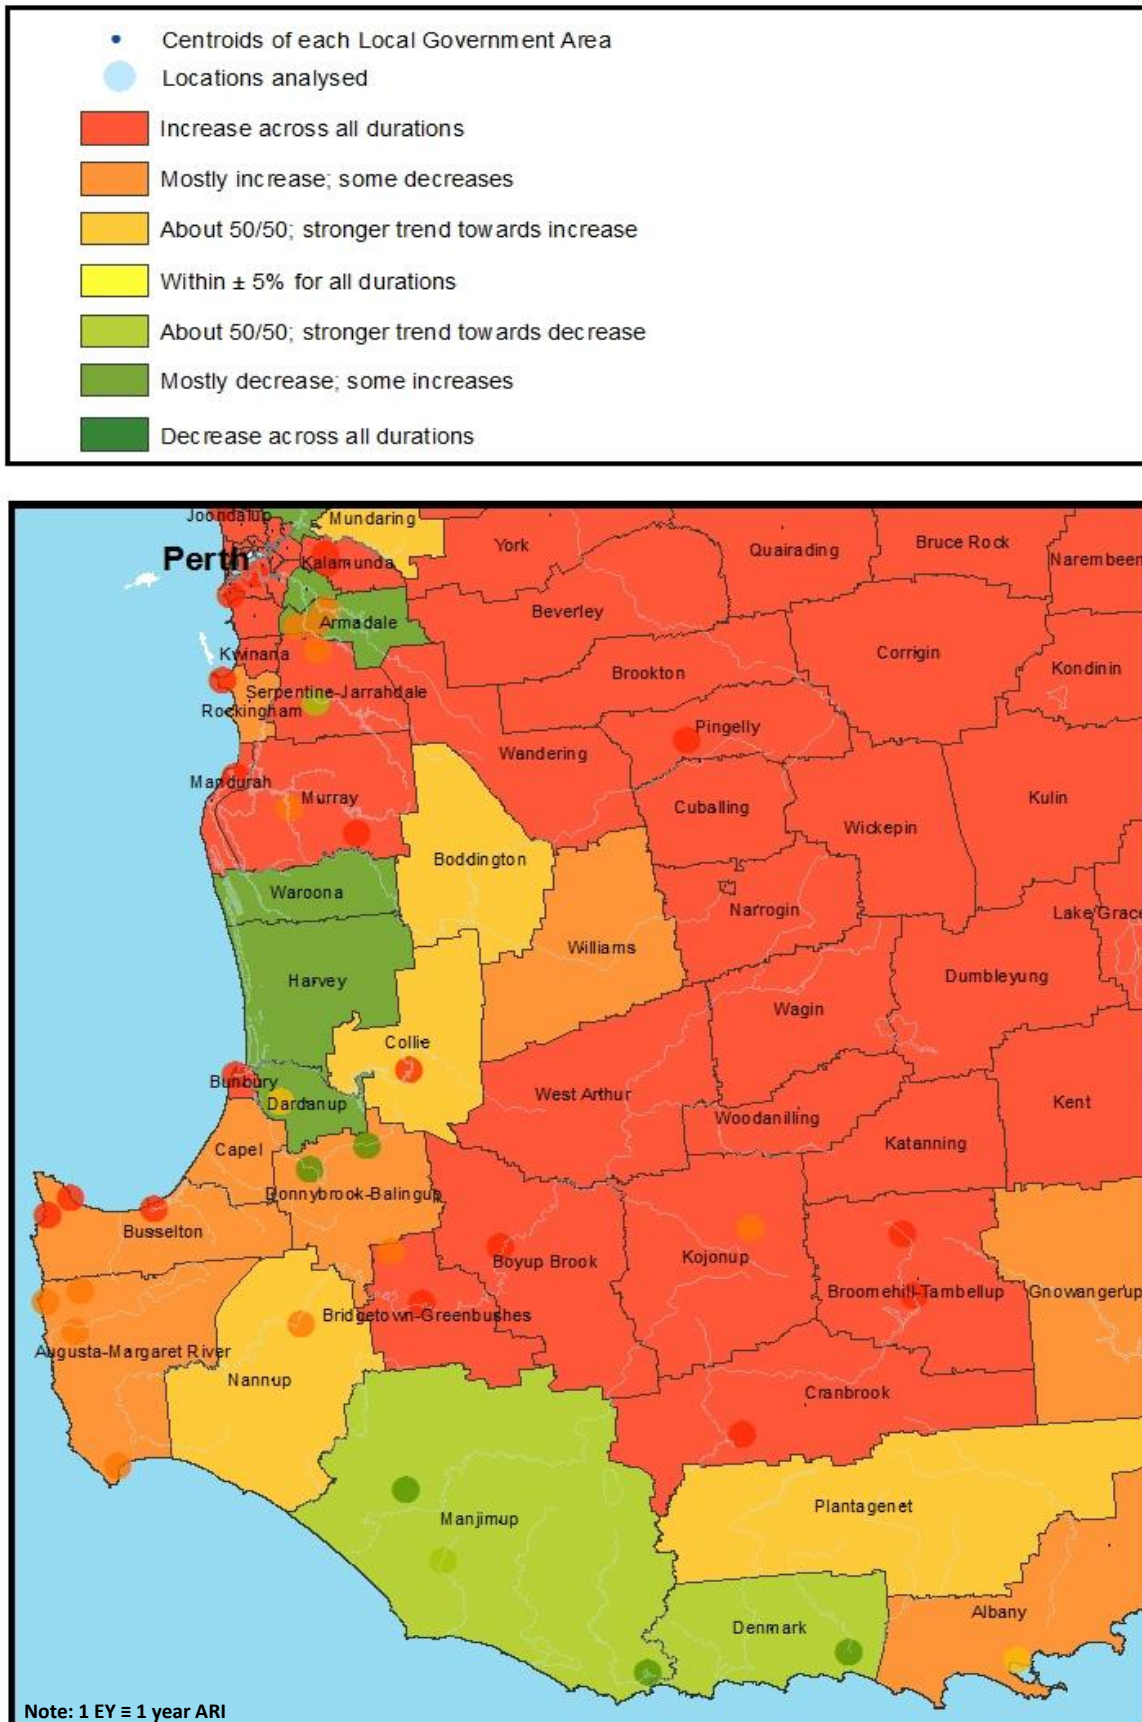 Centroids of each Local Government Area
Locations analysed
Increase across all durations
Mostly increase; some decreases
About 50/50; stronger trend towards increase
Within ± 5% for all durations
About 50/50; stronger trend towards decrease
Mostly decrease; some increases
Decrease across all durations
Joondalup
Mundaring
Perth
Kalamunda
York
Quairading
Bruce Rock
Narembeen
Beverley
Armadale
Kwinana
Brookton
Corrigin
Kondinin
Serpentine-Jarrahdale
Rockingham
Pingelly
Wandering
Mandurah
Murray
Cuballing
Wickepin
Kulin
Boddington
Waroona
Narrogin
Lake Grace
Williams
Harvey
Dumbleyung
Wagin
Collie
Bunbury
Dardanup
West Arthur
Woodanilling
Kent
Capel
Katanning
Donnybrook-Balingup
Busselton
Boyup Brook
Kojonup
Broomehill-Tambellup
Gnowangerup
Bridgetown-Greenbushes
Augusta-Margaret River
Nannup
Cranbrook
Manjimup
Plantagenet
Denmark
Albany
Note: 1 EY ≡ 1 year ARI